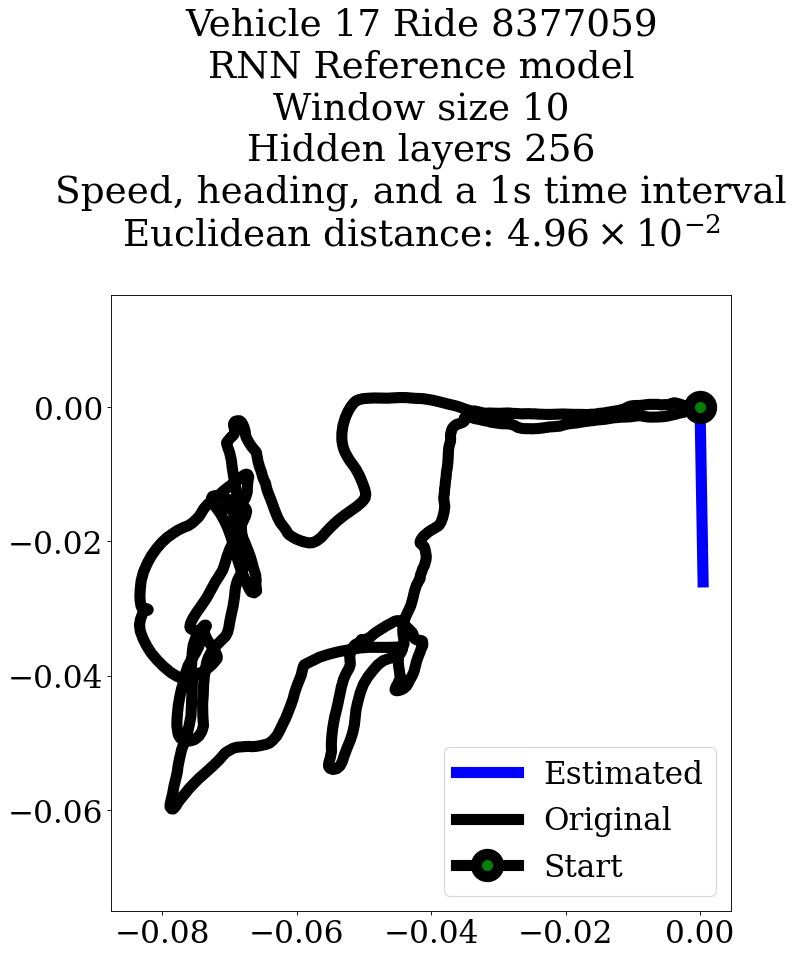 Vehicle 17 Ride 8377059
RNN Reference model
Window size 10
Hidden layers 256
Speed, heading, and a 1s time interval
Euclidean distance: 4.96 × 10⁻²
0.00
−0.02
−0.04
−0.06
Estimated
Original
Start
−0.08 −0.06 −0.04 −0.02 0.00